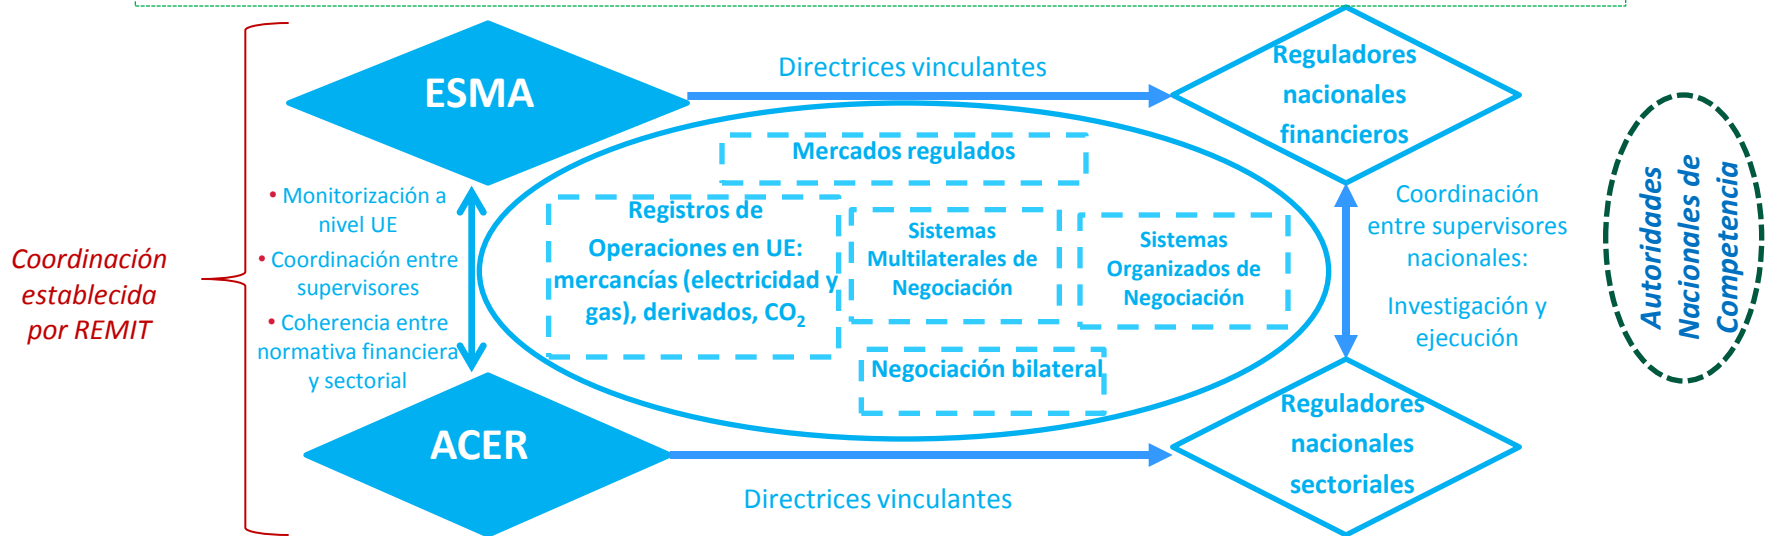 Coordinación
establecida
por REMIT
ESMA
• Monitorización a
nivel UE
• Coordinación entre
supervisores
• Coherencia entre
normativa financiera
y sectorial
ACER
Directrices vinculantes
Mercados regulados
Registros de
Operaciones en UE:
mercancías (electricidad y
gas), derivados, CO₂
Sistemas
Multilaterales de
Negociación
Sistemas
Organizados de
Negociación
Negociación bilateral
Directrices vinculantes
Reguladores
nacionales
financieros
Coordinación
entre supervisores
nacionales:
Investigación y
ejecución
Reguladores
nacionales
sectoriales
Autoridades
Nacionales de
Competencia